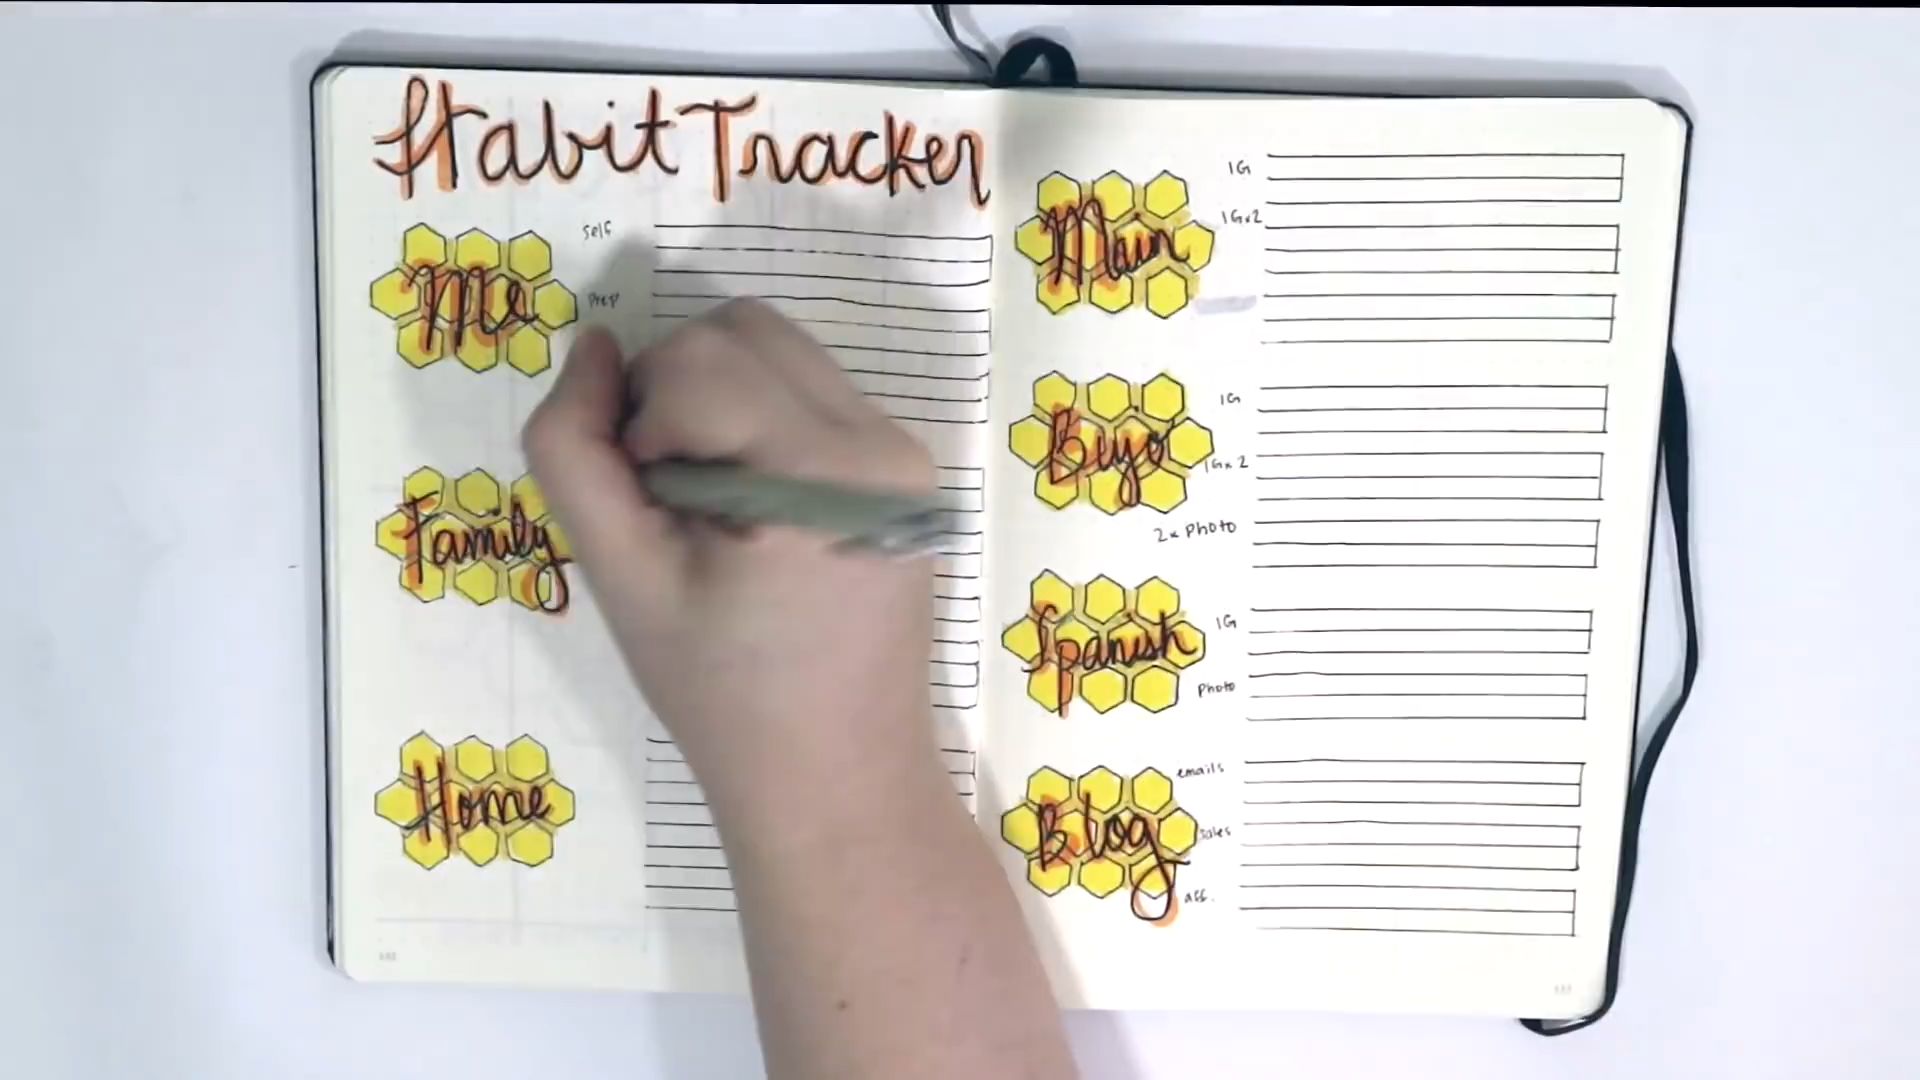 Habit Tracker
Me
Self
Prep
Family
Home
Main
IG
IGx2
Biyo
IG
IGx2
2x Photo
Spanish
IG
Photo
Blog
emails
sales
aff.